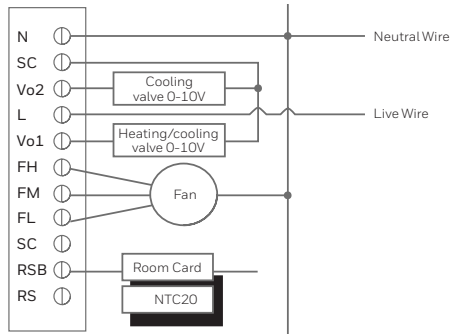 N
Neutral Wire
SC
Cooling
valve 0-10V
Vo2
L
Live Wire
Heating/cooling
valve 0-10V
Vo1
FH
FM
Fan
FL
SC
RSB
Room Card
RS
NTC20